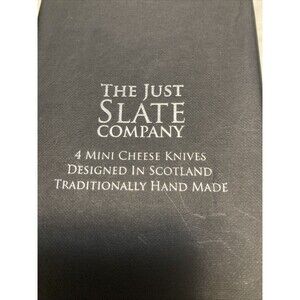 The Just
Slate
Company
4 Mini Cheese Knives
Designed In Scotland
Traditionally Hand Made